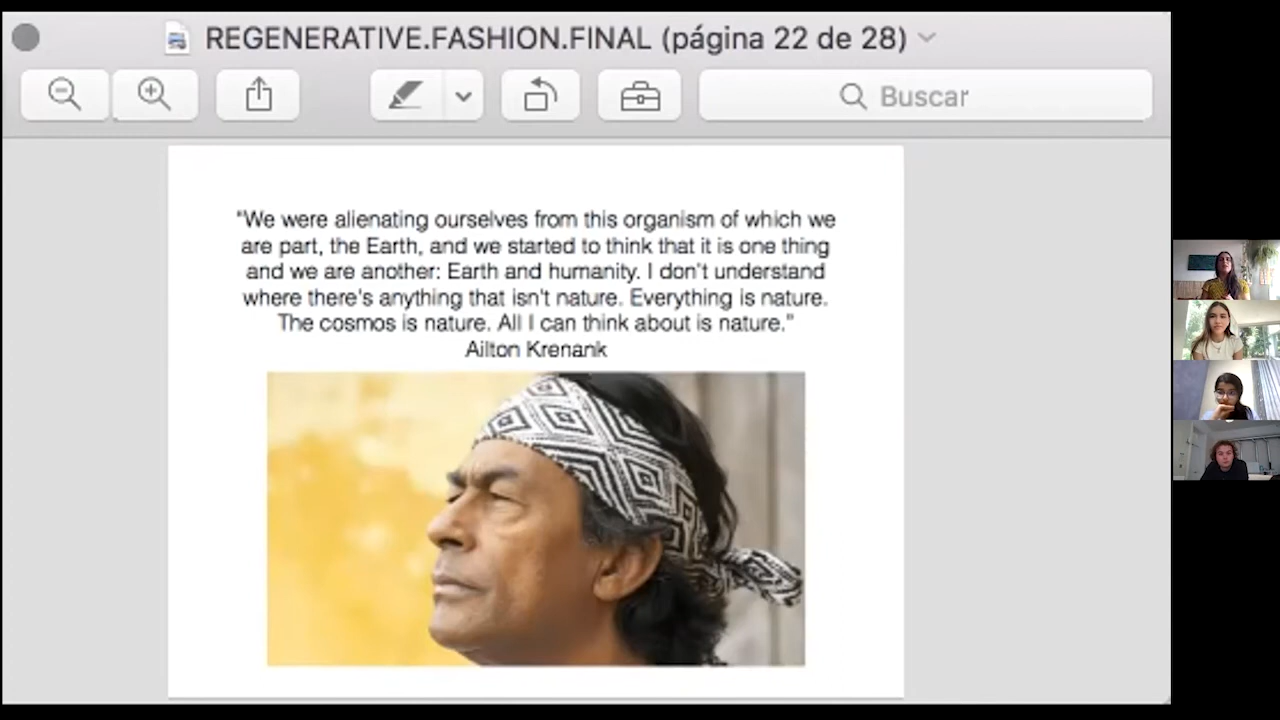 REGENERATIVE.FASHION.FINAL (página 22 de 28)
Buscar
"We were alienating ourselves from this organism of which we
are part, the Earth, and we started to think that it is one thing
and we are another: Earth and humanity. I don't understand
where there's anything that isn't nature. Everything is nature.
The cosmos is nature. All I can think about is nature."
Ailton Krenank